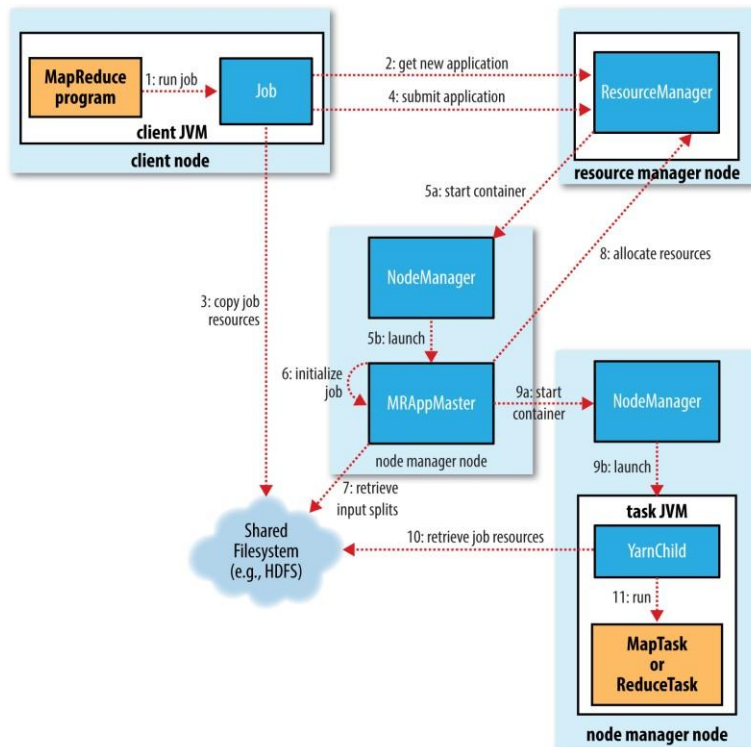 MapReduce
program
1: run job
Job
client JVM
client node
2: get new application
4: submit application
ResourceManager
resource manager node
5a: start container
8: allocate resources
3: copy job
resources
NodeManager
5b: launch
6: initialize
job
MRAppMaster
node manager node
9a: start
container
NodeManager
9b: launch
7: retrieve
input splits
Shared
Filesystem
(e.g., HDFS)
10: retrieve job resources
task JVM
YarnChild
11: run
MapTask
or
ReduceTask
node manager node